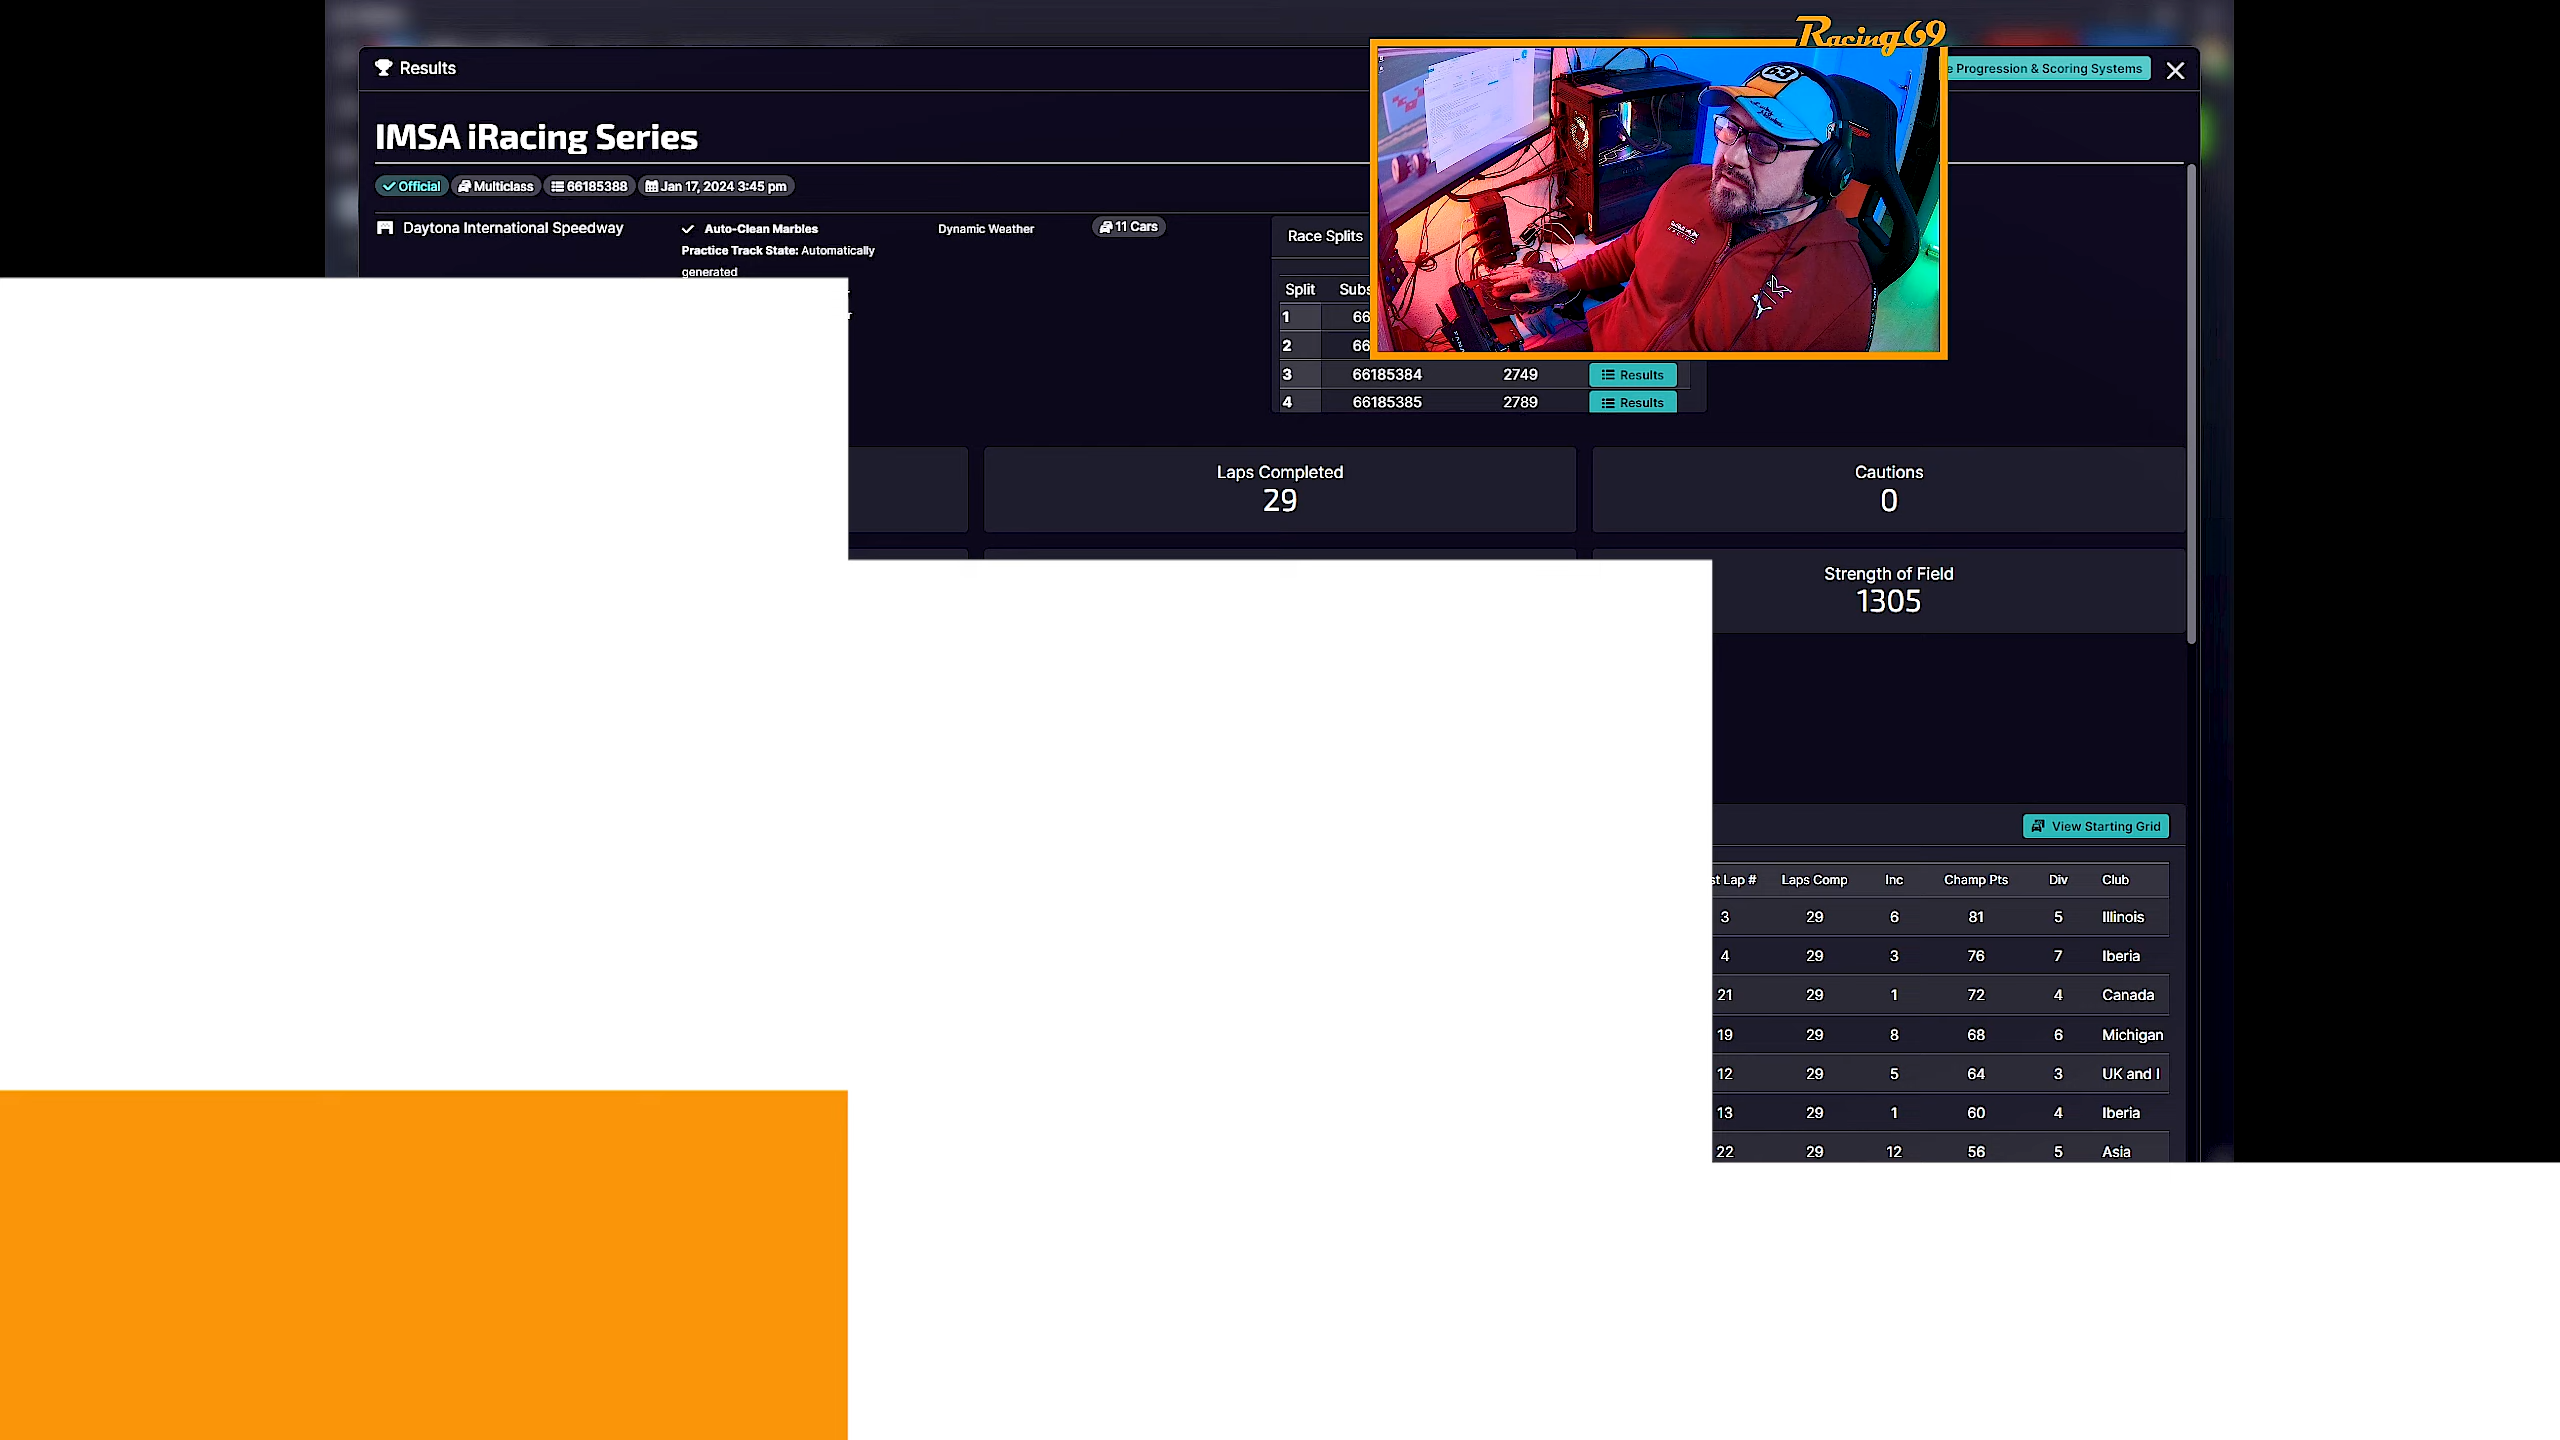 Racing69
Results
e Progression & Scoring Systems
IMSA iRacing Series
Official Multiclass 66185388 Jan 17, 2024 3:45 pm
Daytona International Speedway
Auto-Clean Marbles
Practice Track State: Automatically
generated
Dynamic Weather
11 Cars
Race Splits
Split Subs
1 66
2 66
3 66185384 2749 Results
4 66185385 2789 Results
Laps Completed
29
Cautions
0
Strength of Field
1305
View Starting Grid
st Lap # Laps Comp Inc Champ Pts Div Club
3 29 6 81 5 Illinois
4 29 3 76 7 Iberia
21 29 1 72 4 Canada
19 29 8 68 6 Michigan
12 29 5 64 3 UK and I
13 29 1 60 4 Iberia
22 29 12 56 5 Asia